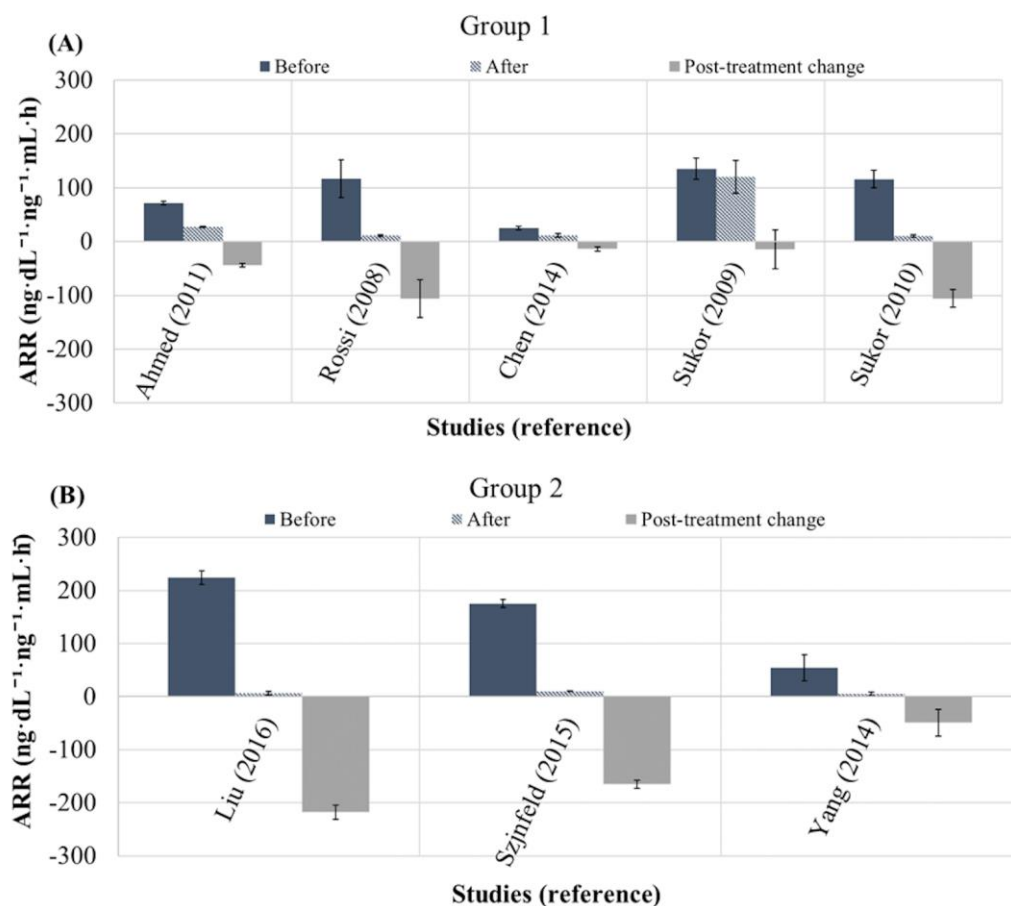 (A)
Group 1
Before After Post-treatment change
ARR (ng·dL⁻¹·ng⁻¹·mL·h)
300
200
100
0
-100
-200
-300
Ahmed (2011)
Rossi (2008)
Chen (2014)
Sukor (2009)
Sukor (2010)
Studies (reference)
(B)
Group 2
Before After Post-treatment change
ARR (ng·dL⁻¹·ng⁻¹·mL·h)
300
200
100
0
-100
-200
-300
Liu (2016)
Szjnfeld (2015)
Yang (2014)
Studies (reference)